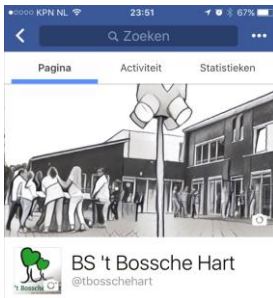 KPN NL 23:51 67%
Zoeken
Pagina Activiteit Statistieken
't Bossche
BS 't Bossche Hart
@tbosschehart